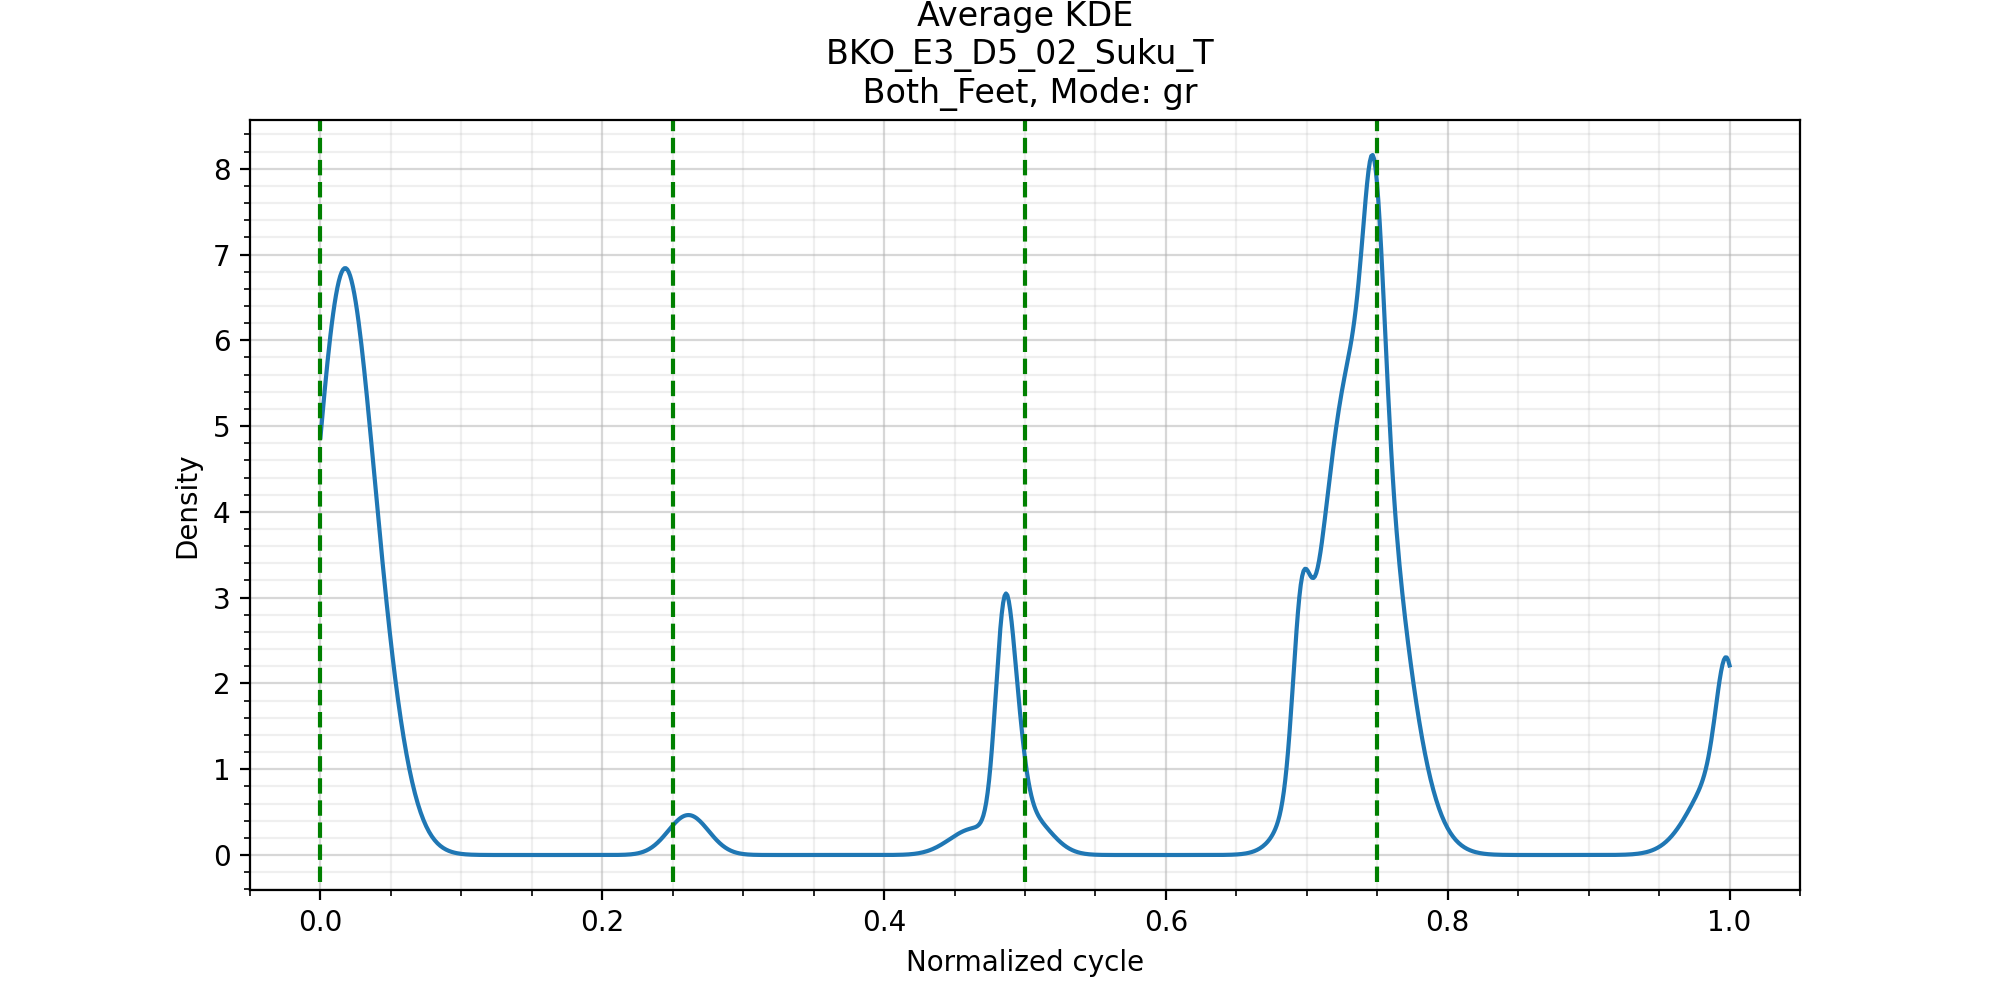 Average KDE
BKO_E3_D5_02_Suku_T
Both_Feet, Mode: gr
8
7
6
5
4
3
2
1
0
Density
0.0 0.2 0.4 0.6 0.8 1.0
Normalized cycle